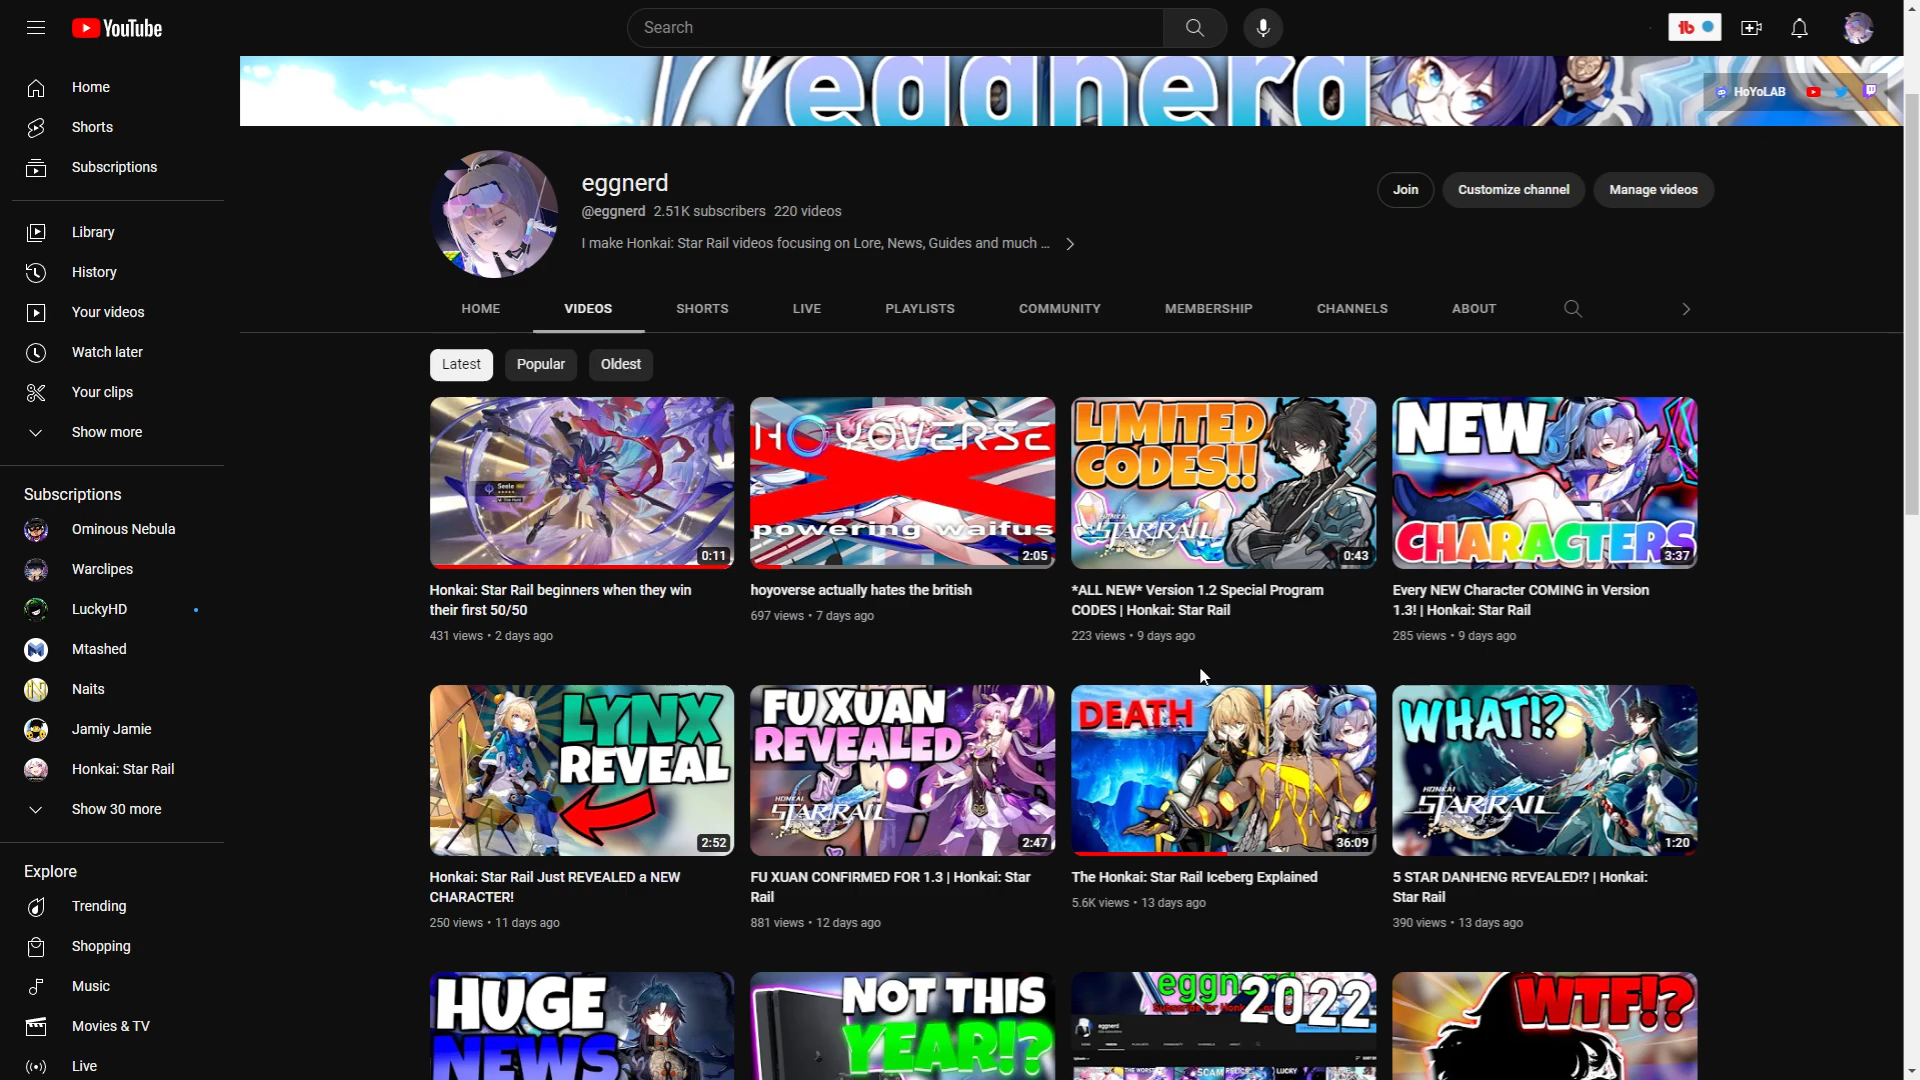 YouTube
Search
tb
Home
Shorts
Subscriptions
Library
History
Your videos
Watch later
Your clips
Show more
Subscriptions
Ominous Nebula
Warclipes
LuckyHD
Mtashed
Naits
Jamiy Jamie
Honkai: Star Rail
Show 30 more
Explore
Trending
Shopping
Music
Movies & TV
Live
eggnerd
HoYoLAB
eggnerd
@eggnerd 2.51K subscribers 220 videos
I make Honkai: Star Rail videos focusing on Lore, News, Guides and much ...
Join
Customize channel
Manage videos
HOME
VIDEOS
SHORTS
LIVE
PLAYLISTS
COMMUNITY
MEMBERSHIP
CHANNELS
ABOUT
Latest
Popular
Oldest
Seele
0:11
Honkai: Star Rail beginners when they win
their first 50/50
431 views • 2 days ago
HOYOVERSE
powering waifus
2:05
hoyoverse actually hates the british
697 views • 7 days ago
LIMITED
CODES!!
HONKAI
STAR RAIL
0:43
*ALL NEW* Version 1.2 Special Program
CODES | Honkai: Star Rail
223 views • 9 days ago
NEW
CHARACTERS
3:37
Every NEW Character COMING in Version
1.3! | Honkai: Star Rail
285 views • 9 days ago
LYNX
REVEAL
2:52
Honkai: Star Rail Just REVEALED a NEW
CHARACTER!
250 views • 11 days ago
FU XUAN
REVEALED
HONKAI
STAR RAIL
2:47
FU XUAN CONFIRMED FOR 1.3 | Honkai: Star
Rail
881 views • 12 days ago
DEATH
36:09
The Honkai: Star Rail Iceberg Explained
5.6K views • 13 days ago
WHAT!?
HONKAI
STAR RAIL
1:20
5 STAR DANHENG REVEALED!? | Honkai:
Star Rail
390 views • 13 days ago
HUGE
NEWS
NOT THIS
YEAR!?
eggnerd
2022
eggnerd
WTF!?